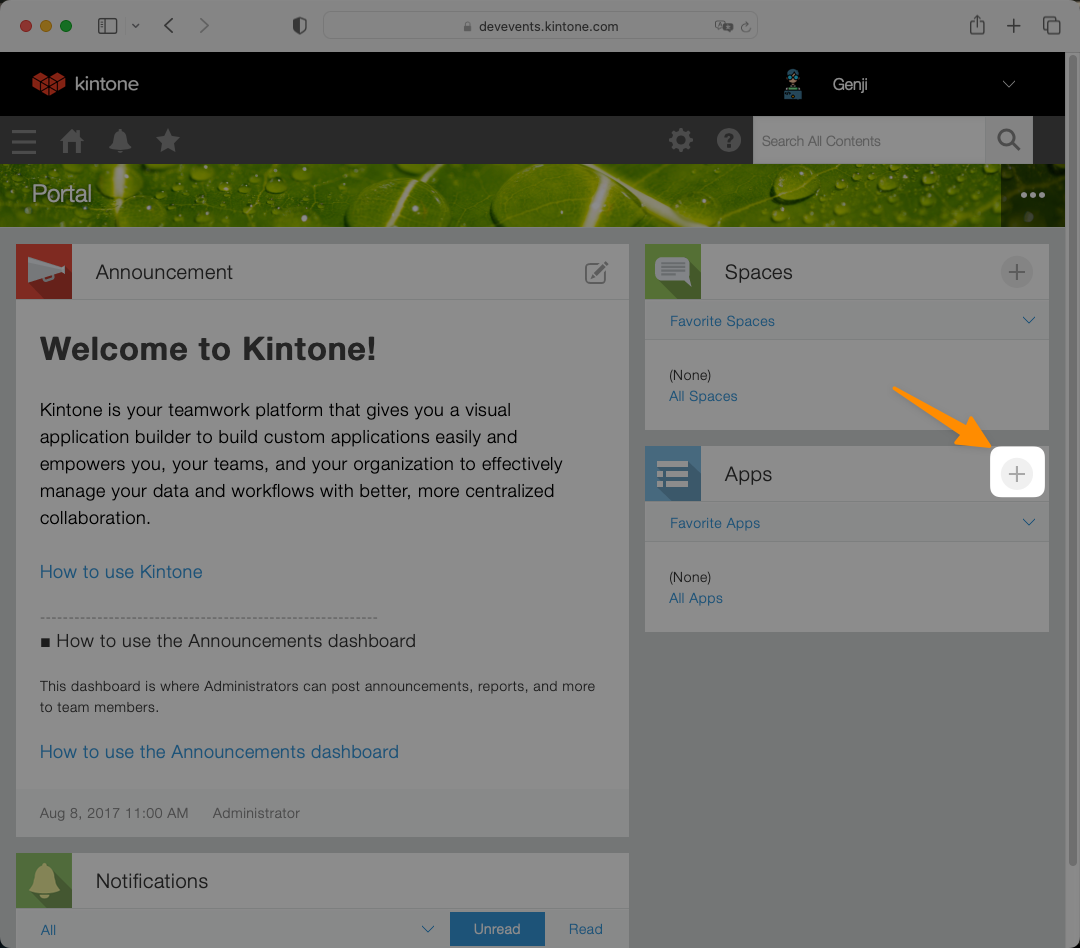 devevents.kintone.com
kintone
Genji
Search All Contents
Portal
Announcement
Welcome to Kintone!
Kintone is your teamwork platform that gives you a visual
application builder to build custom applications easily and
empowers you, your teams, and your organization to effectively
manage your data and workflows with better, more centralized
collaboration.
How to use Kintone
------------------------------------------------------------
■ How to use the Announcements dashboard
This dashboard is where Administrators can post announcements, reports, and more
to team members.
How to use the Announcements dashboard
Aug 8, 2017 11:00 AM Administrator
Notifications
All Unread Read
Spaces
Favorite Spaces
(None)
All Spaces
Apps
Favorite Apps
(None)
All Apps